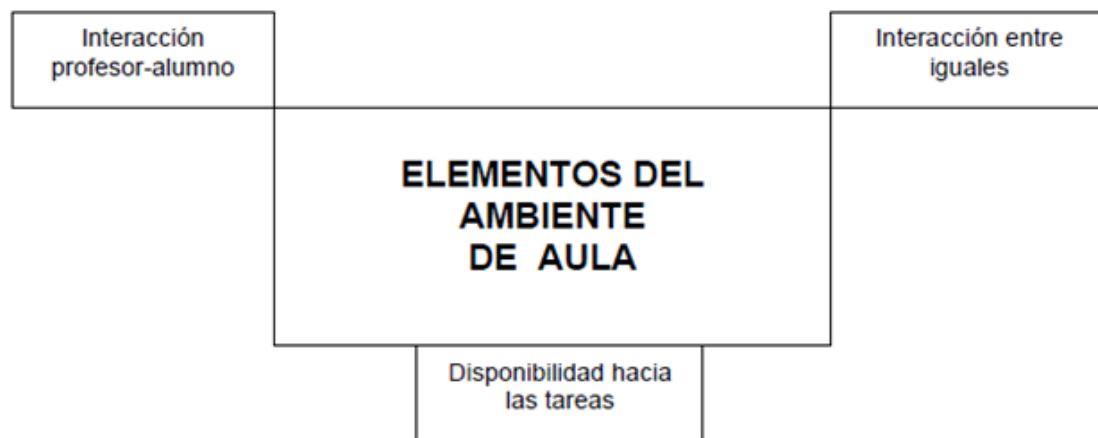 Interacción
profesor-alumno
Interacción entre
iguales
ELEMENTOS DEL
AMBIENTE
DE AULA
Disponibilidad hacia
las tareas